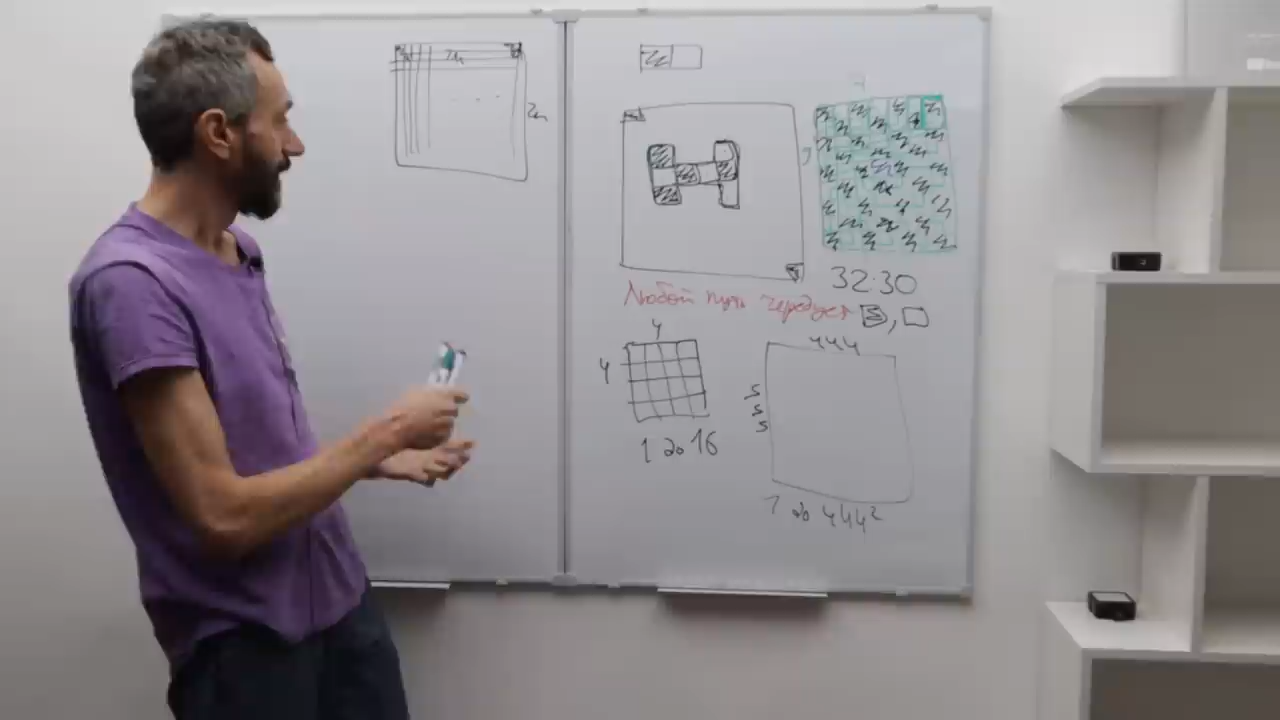 2n
2n
32·30
Любой путь чередует
4
4
1 до 16
444
1 до 444²